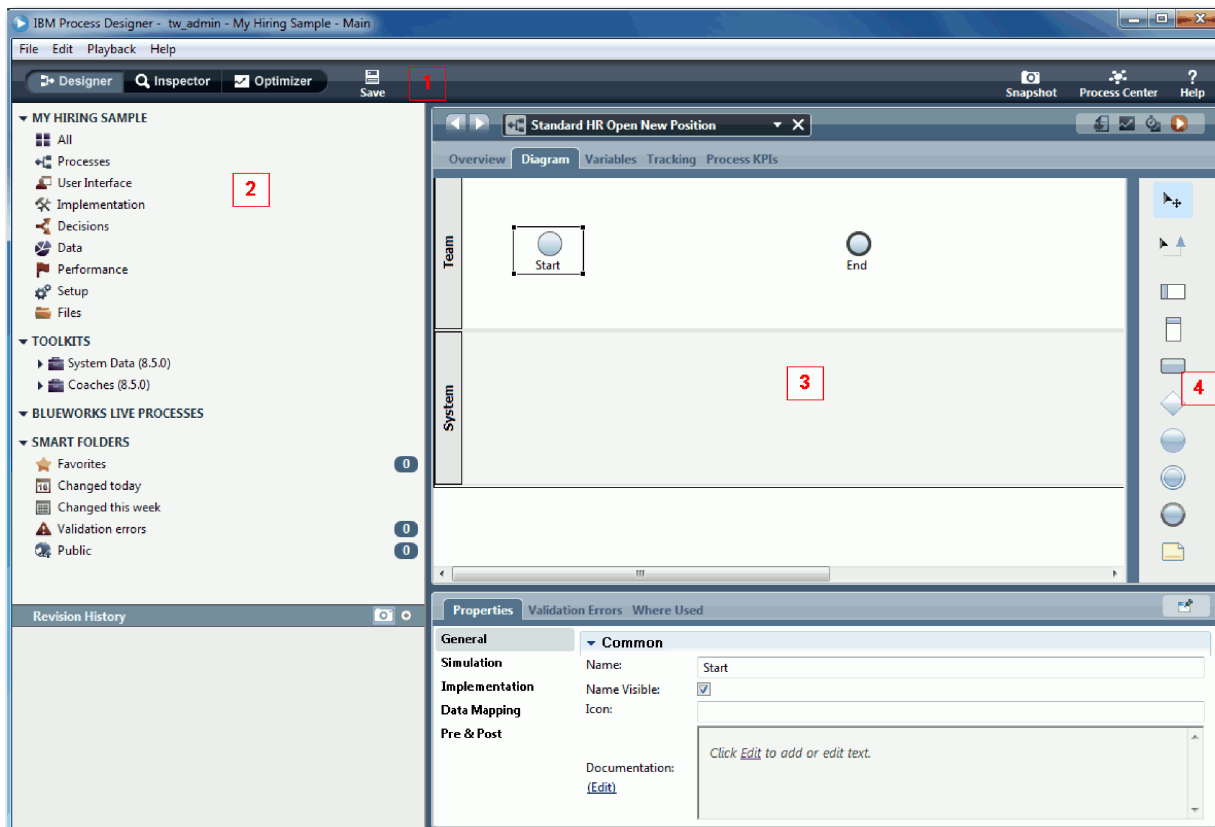 IBM Process Designer - tw_admin - My Hiring Sample - Main
File Edit Playback Help
Designer Inspector Optimizer Save 1 Snapshot Process Center Help
MY HIRING SAMPLE
All
Processes
User Interface
2
Implementation
Decisions
Data
Performance
Setup
Files
TOOLKITS
System Data (8.5.0)
Coaches (8.5.0)
BLUEWORKS LIVE PROCESSES
SMART FOLDERS
Favorites 0
16 Changed today
Changed this week
Validation errors 0
Public 0
Revision History
Standard HR Open New Position
Overview Diagram Variables Tracking Process KPIs
Team
Start
End
System
3
4
Properties Validation Errors Where Used
General
Simulation
Implementation
Data Mapping
Pre & Post
Common
Name: Start
Name Visible:
Icon:
Documentation:
(Edit)
Click Edit to add or edit text.